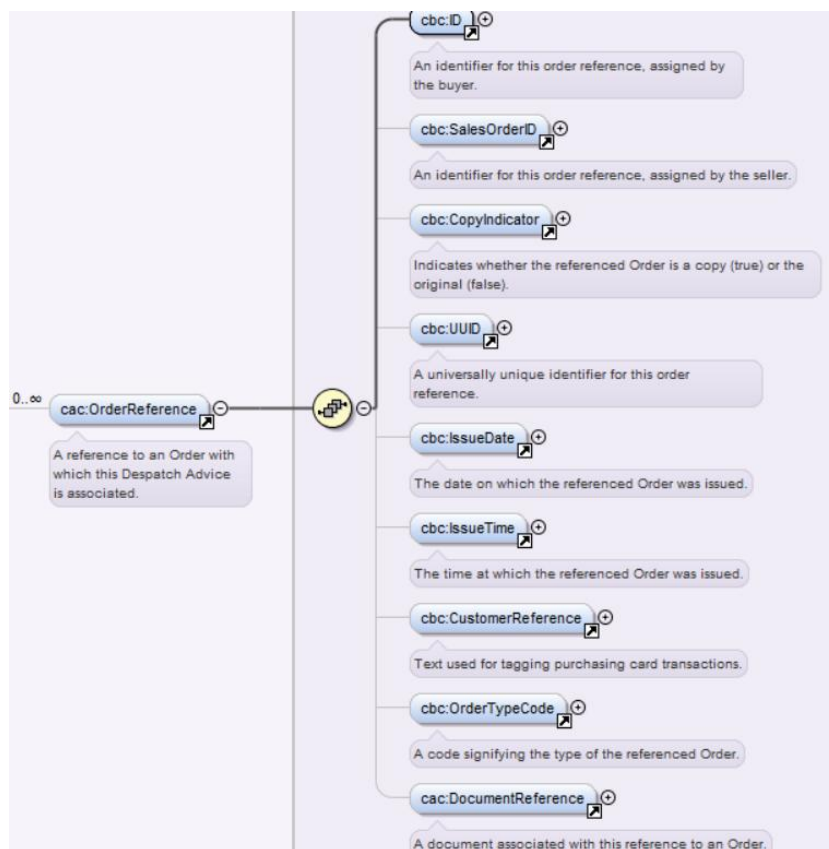 cbc:ID
An identifier for this order reference, assigned by
the buyer.
cbc:SalesOrderID
An identifier for this order reference, assigned by the seller.
cbc:CopyIndicator
Indicates whether the referenced Order is a copy (true) or the
original (false).
cbc:UUID
A universally unique identifier for this order
reference.
0..∞
cac:OrderReference
A reference to an Order with
which this Despatch Advice
is associated.
cbc:IssueDate
The date on which the referenced Order was issued.
cbc:IssueTime
The time at which the referenced Order was issued.
cbc:CustomerReference
Text used for tagging purchasing card transactions.
cbc:OrderTypeCode
A code signifying the type of the referenced Order.
cac:DocumentReference
A document associated with this reference to an Order.